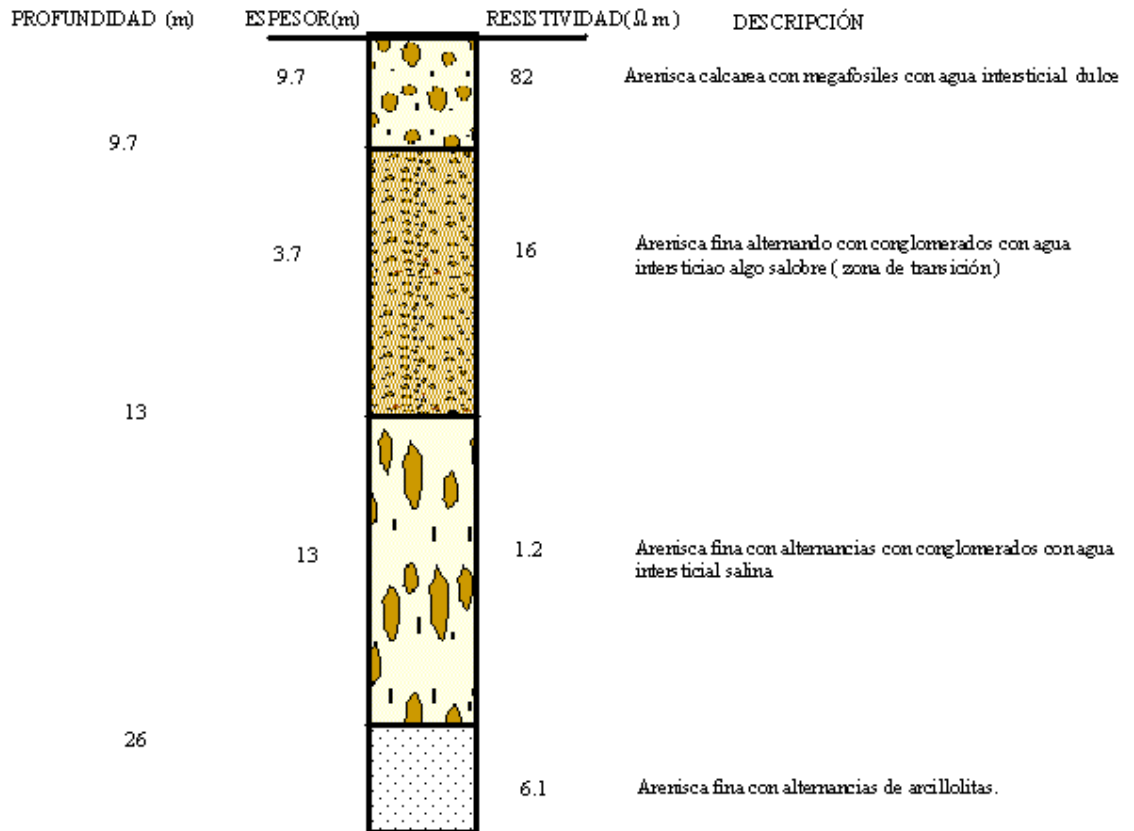 PROFUNDIDAD (m) ESPESOR(m) RESISTIVIDAD(Ω m) DESCRIPCIÓN
9.7 82 Arenisca calcarea con megafosiles con agua intersticial dulce
9.7
3.7 16 Arenisca fina alternando con conglomerados con agua
intersticiao algo salobre ( zona de transición)
13
13 1.2 Arenisca fina con alternancias con conglomerados con agua
intersticial salina
26
6.1 Arenisca fina con alternancias de arcillolitas.